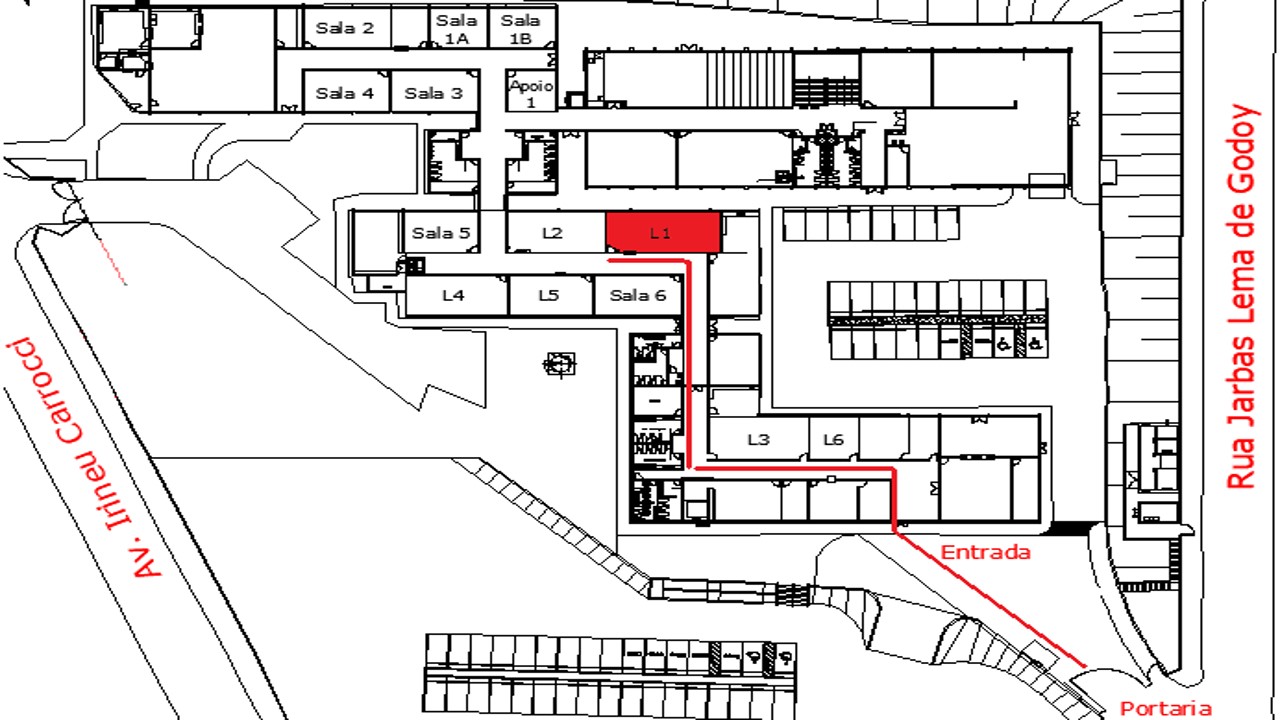 Sala 2
Sala
1A
Sala
1B
Sala 4
Sala 3
Apoio
1
Sala 5
L2
L1
L4
L5
Sala 6
L3
L6
Entrada
Portaria
Av. Irineu Carrocci
Rua Jarbas Lema de Godoy